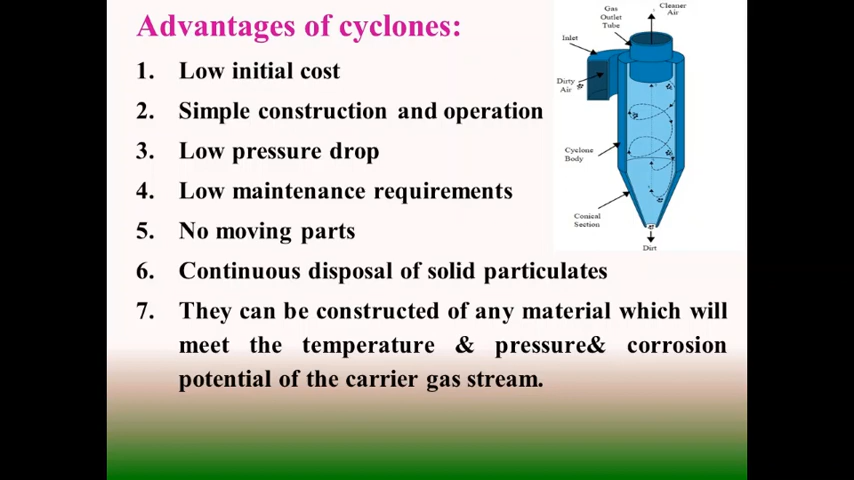 Advantages of cyclones:
1. Low initial cost
2. Simple construction and operation
3. Low pressure drop
4. Low maintenance requirements
5. No moving parts
6. Continuous disposal of solid particulates
7. They can be constructed of any material which will
meet the temperature & pressure& corrosion
potential of the carrier gas stream.
Gas
Outlet
Tube
Cleaner
Air
Inlet
Dirty
Air
Cyclone
Body
Conical
Section
Dirt